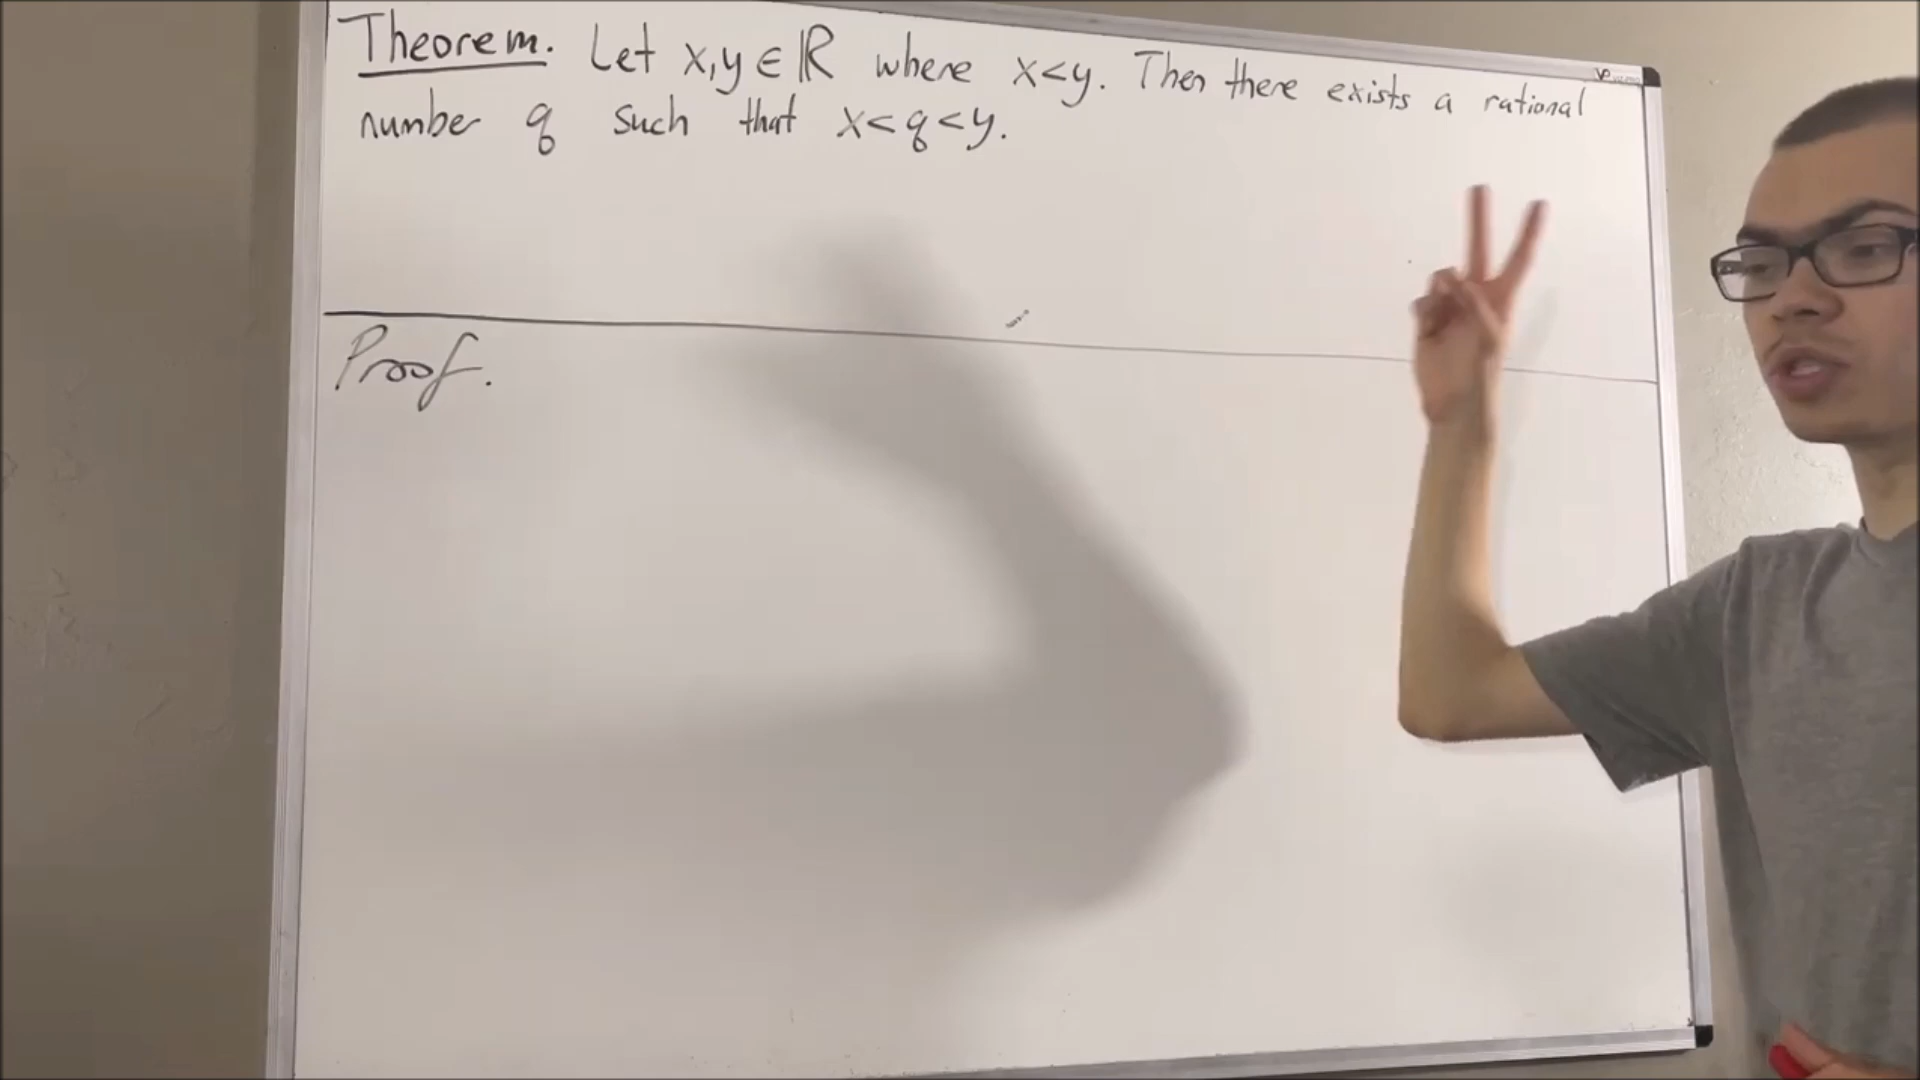 Theorem. Let x,y ∈ ℝ where x<y. Then there exists a rational
number q such that x<q<y.
Proof.